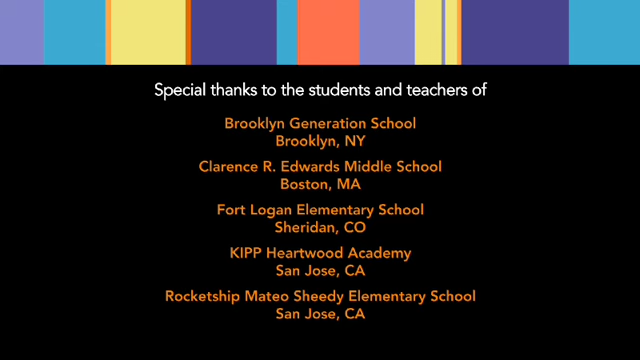 Special thanks to the students and teachers of
Brooklyn Generation School
Brooklyn, NY
Clarence R. Edwards Middle School
Boston, MA
Fort Logan Elementary School
Sheridan, CO
KIPP Heartwood Academy
San Jose, CA
Rocketship Mateo Sheedy Elementary School
San Jose, CA